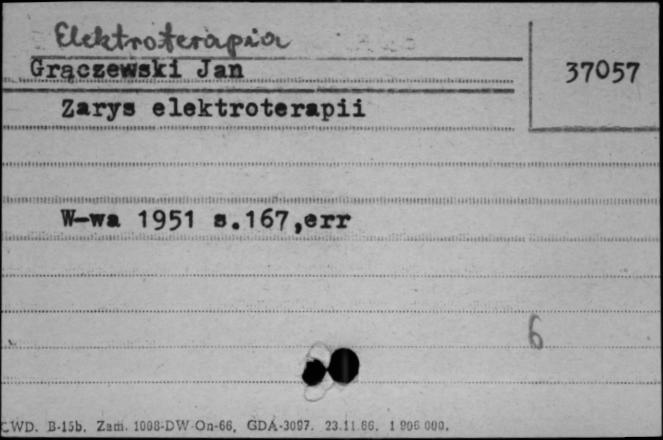 Elektroterapia
Grączewski Jan
37057
Zarys elektroterapii
W-wa 1951 s.167,err
6
CWD. B-15b. Zam. 1008-DW-On-66, GDA-3097. 23.11.66. 1 906 000.